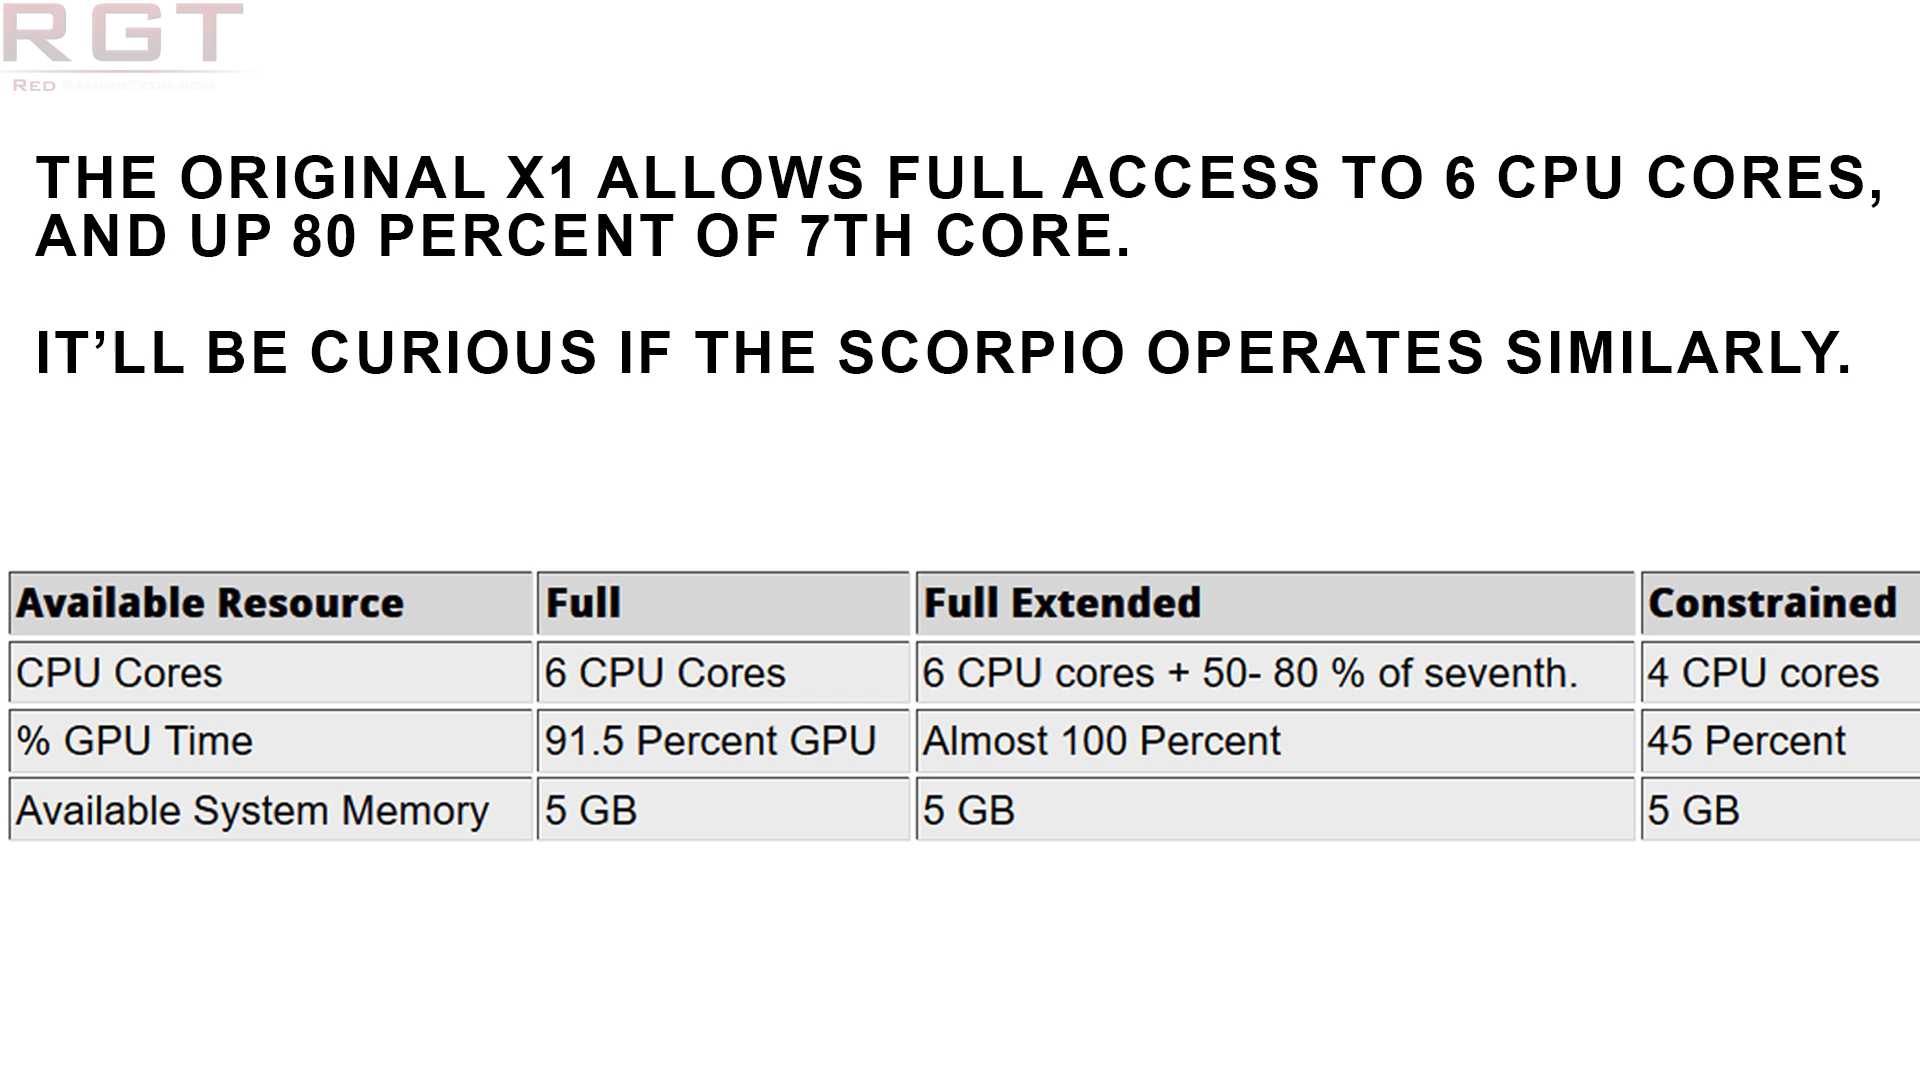 RGT
RED GAMINGTECH.COM
THE ORIGINAL X1 ALLOWS FULL ACCESS TO 6 CPU CORES,
AND UP 80 PERCENT OF 7TH CORE.
IT’LL BE CURIOUS IF THE SCORPIO OPERATES SIMILARLY.
Available Resource Full Full Extended Constrained
CPU Cores 6 CPU Cores 6 CPU cores + 50- 80 % of seventh. 4 CPU cores
% GPU Time 91.5 Percent GPU Almost 100 Percent 45 Percent
Available System Memory 5 GB 5 GB 5 GB